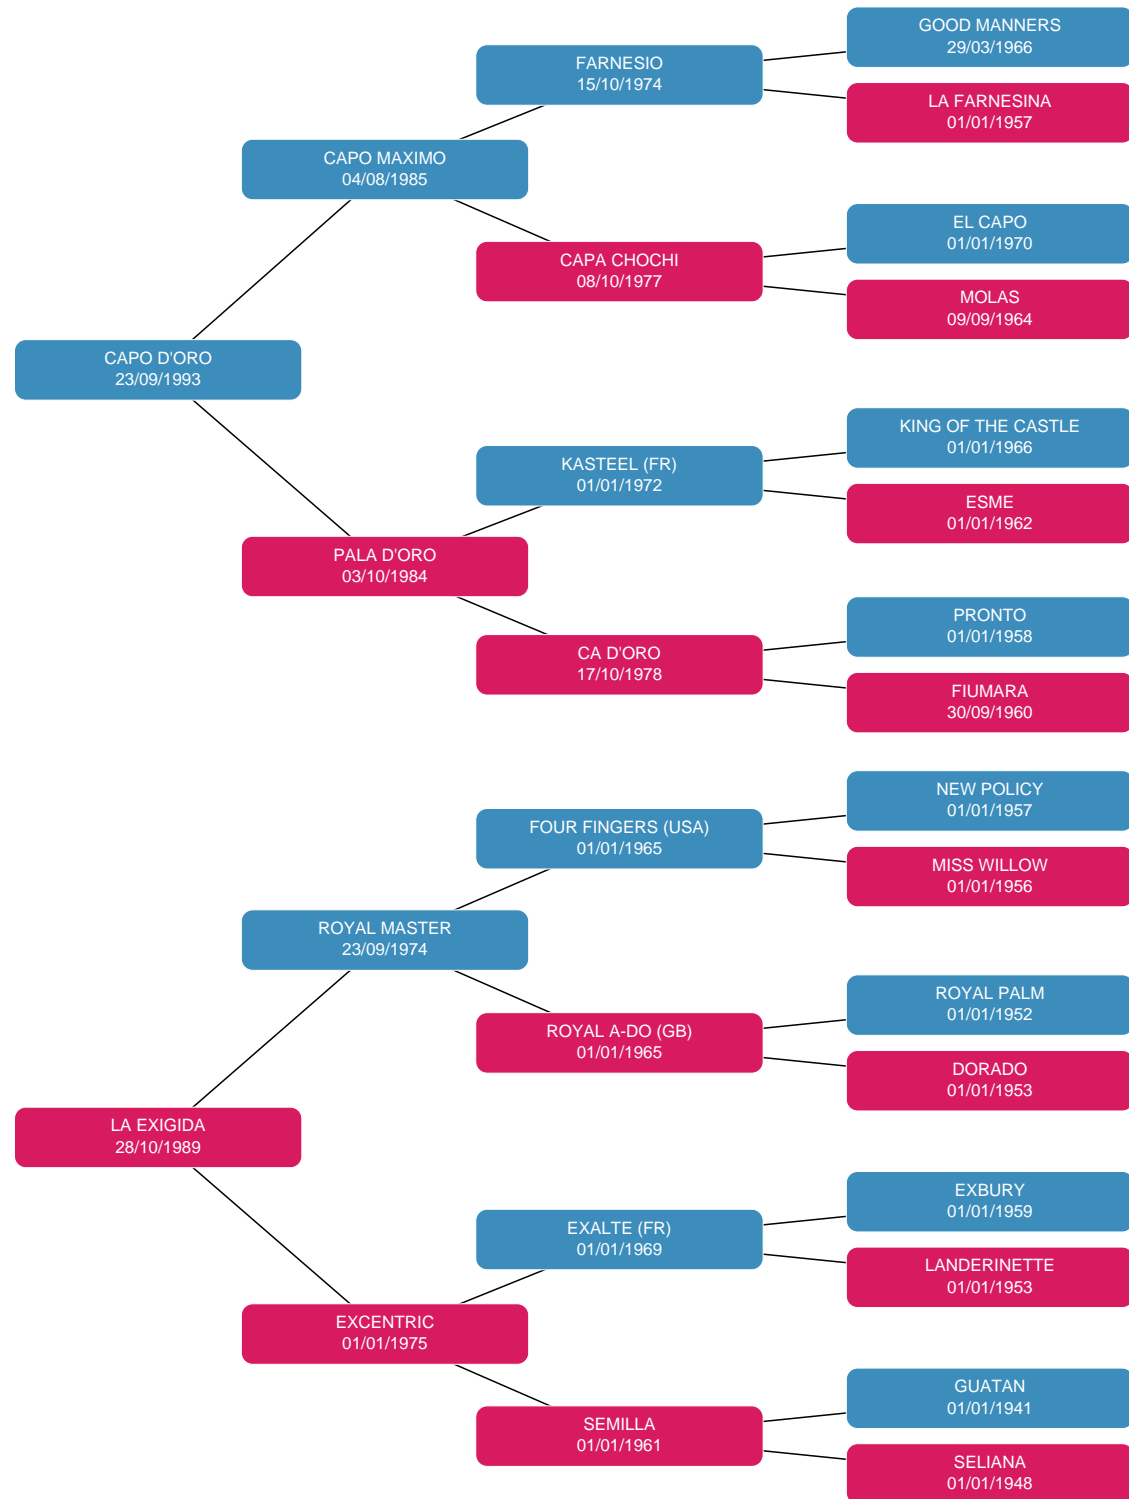 GOOD MANNERS
29/03/1966
FARNESIO
15/10/1974
LA FARNESINA
01/01/1957
CAPO MAXIMO
04/08/1985
EL CAPO
01/01/1970
CAPA CHOCHI
08/10/1977
MOLAS
09/09/1964
CAPO D'ORO
23/09/1993
KING OF THE CASTLE
01/01/1966
KASTEEL (FR)
01/01/1972
ESME
01/01/1962
PALA D'ORO
03/10/1984
PRONTO
01/01/1958
CA D'ORO
17/10/1978
FIUMARA
30/09/1960
NEW POLICY
01/01/1957
FOUR FINGERS (USA)
01/01/1965
MISS WILLOW
01/01/1956
ROYAL MASTER
23/09/1974
ROYAL PALM
01/01/1952
ROYAL A-DO (GB)
01/01/1965
DORADO
01/01/1953
LA EXIGIDA
28/10/1989
EXBURY
01/01/1959
EXALTE (FR)
01/01/1969
LANDERINETTE
01/01/1953
EXCENTRIC
01/01/1975
GUATAN
01/01/1941
SEMILLA
01/01/1961
SELIANA
01/01/1948